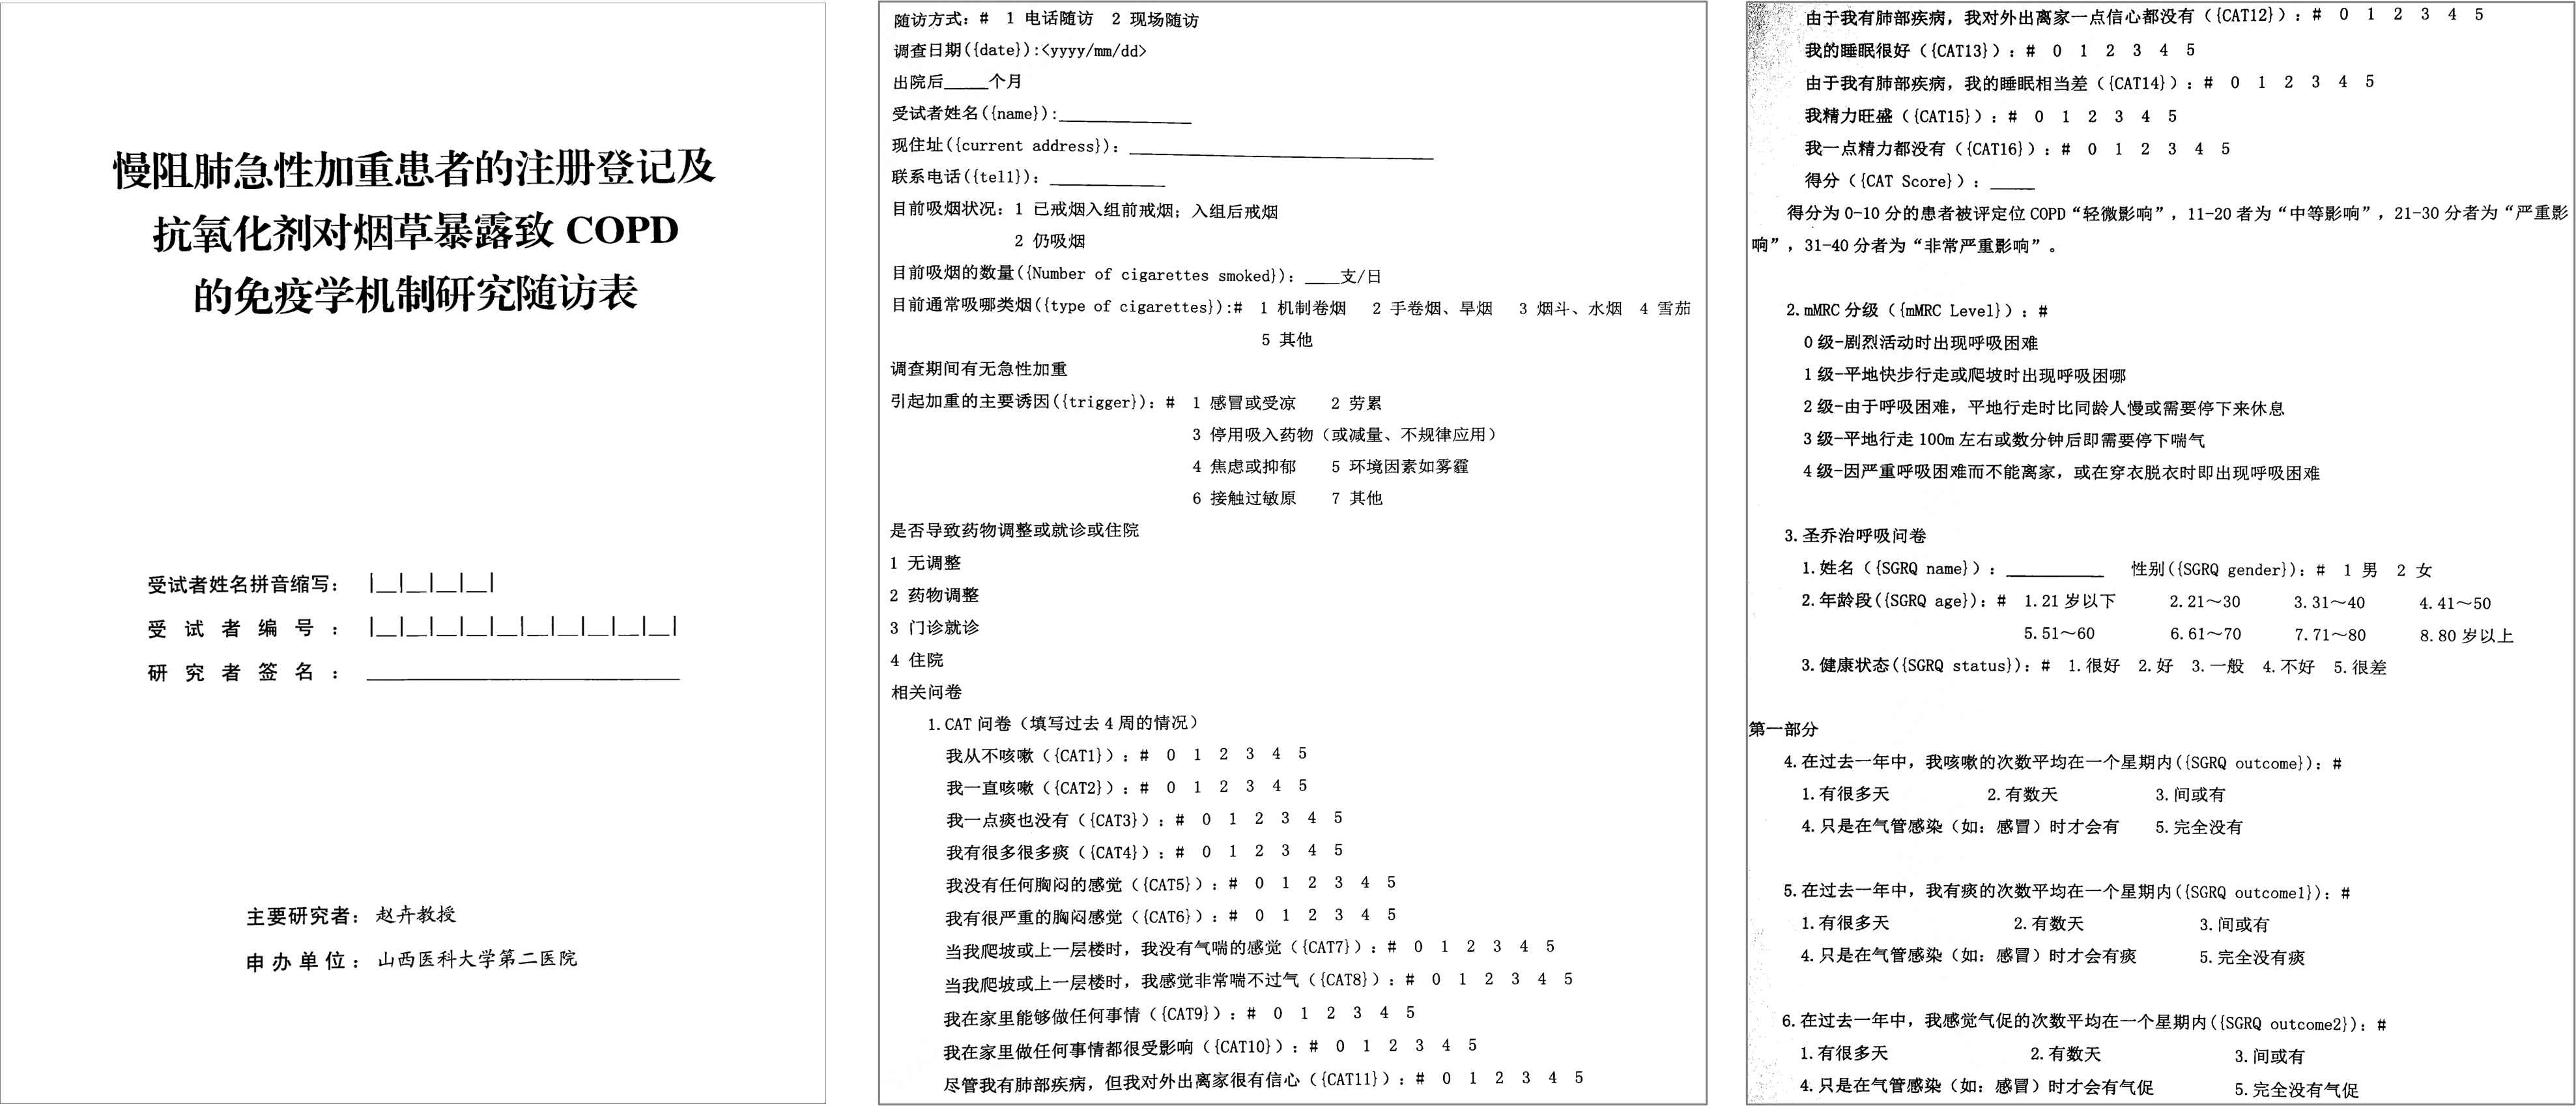 慢阻肺急性加重患者的注册登记及
抗氧化剂对烟草暴露致 COPD
的免疫学机制研究随访表
受试者姓名拼音缩写： |__|__|__|__|
受试者编号： |__|__|__|__|__|__|__|__|__|__|
研究者签名：
主要研究者：赵卉教授
申办单位：山西医科大学第二医院
随访方式：# 1 电话随访 2 现场随访
调查日期({date}):<yyyy/mm/dd>
出院后_____个月
受试者姓名({name}):_______________
现住址({current address})：___________________________________
联系电话({tel1})：_____________
目前吸烟状况：1 已戒烟入组前戒烟；入组后戒烟
2 仍吸烟
目前吸烟的数量({Number of cigarettes smoked})：____支/日
目前通常吸哪类烟({type of cigarettes}):# 1 机制卷烟 2 手卷烟、旱烟 3 烟斗、水烟 4 雪茄
5 其他
调查期间有无急性加重
引起加重的主要诱因({trigger})：# 1 感冒或受凉 2 劳累
3 停用吸入药物（或减量、不规律应用）
4 焦虑或抑郁 5 环境因素如雾霾
6 接触过敏原 7 其他
是否导致药物调整或就诊或住院
1 无调整
2 药物调整
3 门诊就诊
4 住院
相关问卷
1.CAT 问卷（填写过去 4 周的情况）
我从不咳嗽（{CAT1}）：# 0 1 2 3 4 5
我一直咳嗽（{CAT2}）：# 0 1 2 3 4 5
我一点痰也没有（{CAT3}）：# 0 1 2 3 4 5
我有很多很多痰（{CAT4}）：# 0 1 2 3 4 5
我没有任何胸闷的感觉（{CAT5}）：# 0 1 2 3 4 5
我有很严重的胸闷感觉（{CAT6}）：# 0 1 2 3 4 5
当我爬坡或上一层楼时，我没有气喘的感觉（{CAT7}）：# 0 1 2 3 4 5
当我爬坡或上一层楼时，我感觉非常喘不过气（{CAT8}）：# 0 1 2 3 4 5
我在家里能够做任何事情（{CAT9}）：# 0 1 2 3 4 5
我在家里做任何事情都很受影响（{CAT10}）：# 0 1 2 3 4 5
尽管我有肺部疾病，但我对外出离家很有信心（{CAT11}）：# 0 1 2 3 4 5
由于我有肺部疾病，我对外出离家一点信心都没有（{CAT12}）：# 0 1 2 3 4 5
我的睡眠很好（{CAT13}）：# 0 1 2 3 4 5
由于我有肺部疾病，我的睡眠相当差（{CAT14}）：# 0 1 2 3 4 5
我精力旺盛（{CAT15}）：# 0 1 2 3 4 5
我一点精力都没有（{CAT16}）：# 0 1 2 3 4 5
得分（{CAT Score}）：_____
得分为 0-10 分的患者被评定位 COPD“轻微影响”，11-20 者为“中等影响”，21-30 分者为“严重影
响”，31-40 分者为“非常严重影响”。
2.mMRC 分级（{mMRC Level}）：#
0 级-剧烈活动时出现呼吸困难
1 级-平地快步行走或爬坡时出现呼吸困哪
2 级-由于呼吸困难，平地行走时比同龄人慢或需要停下来休息
3 级-平地行走 100m 左右或数分钟后即需要停下喘气
4 级-因严重呼吸困难而不能离家，或在穿衣脱衣时即出现呼吸困难
3.圣乔治呼吸问卷
1.姓名（{SGRQ name}）：___________ 性别({SGRQ gender})：# 1 男 2 女
2.年龄段({SGRQ age})：# 1.21 岁以下 2.21～30 3.31～40 4.41～50
5.51～60 6.61～70 7.71～80 8.80 岁以上
3.健康状态({SGRQ status})：# 1.很好 2.好 3.一般 4.不好 5.很差
第一部分
4.在过去一年中，我咳嗽的次数平均在一个星期内({SGRQ outcome})：#
1.有很多天 2.有数天 3.间或有
4.只是在气管感染（如：感冒）时才会有 5.完全没有
5.在过去一年中，我有痰的次数平均在一个星期内({SGRQ outcome1})：#
1.有很多天 2.有数天 3.间或有
4.只是在气管感染（如：感冒）时才会有痰 5.完全没有痰
6.在过去一年中，我感觉气促的次数平均在一个星期内({SGRQ outcome2})：#
1.有很多天 2.有数天 3.间或有
4.只是在气管感染（如：感冒）时才会有气促 5.完全没有气促